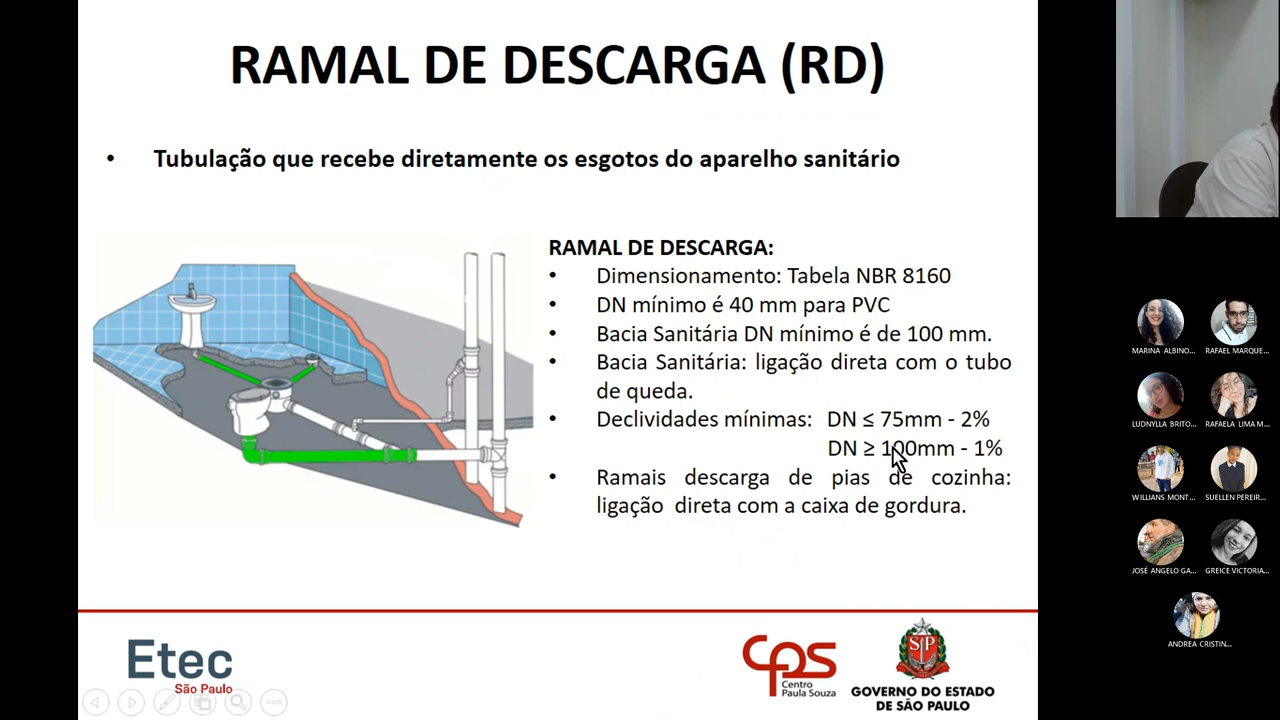 RAMAL DE DESCARGA (RD)
• Tubulação que recebe diretamente os esgotos do aparelho sanitário
RAMAL DE DESCARGA:
• Dimensionamento: Tabela NBR 8160
• DN mínimo é 40 mm para PVC
• Bacia Sanitária DN mínimo é de 100 mm.
• Bacia Sanitária: ligação direta com o tubo
de queda.
• Declividades mínimas: DN ≤ 75mm - 2%
DN ≥ 100mm - 1%
• Ramais descarga de pias de cozinha:
ligação direta com a caixa de gordura.
Etec
São Paulo
cps
Centro
Paula Souza
SP
GOVERNO DO ESTADO
DE SÃO PAULO
MARINA ALBINO...
RAFAEL MARQUE...
LUDNYLLA BRITO...
RAFAELA LIMA M...
WILLIANS MONT...
SUELLEN PEREIR...
JOSÉ ANGELO GA...
GREICE VICTORIA...
ANDREA CRISTIN...